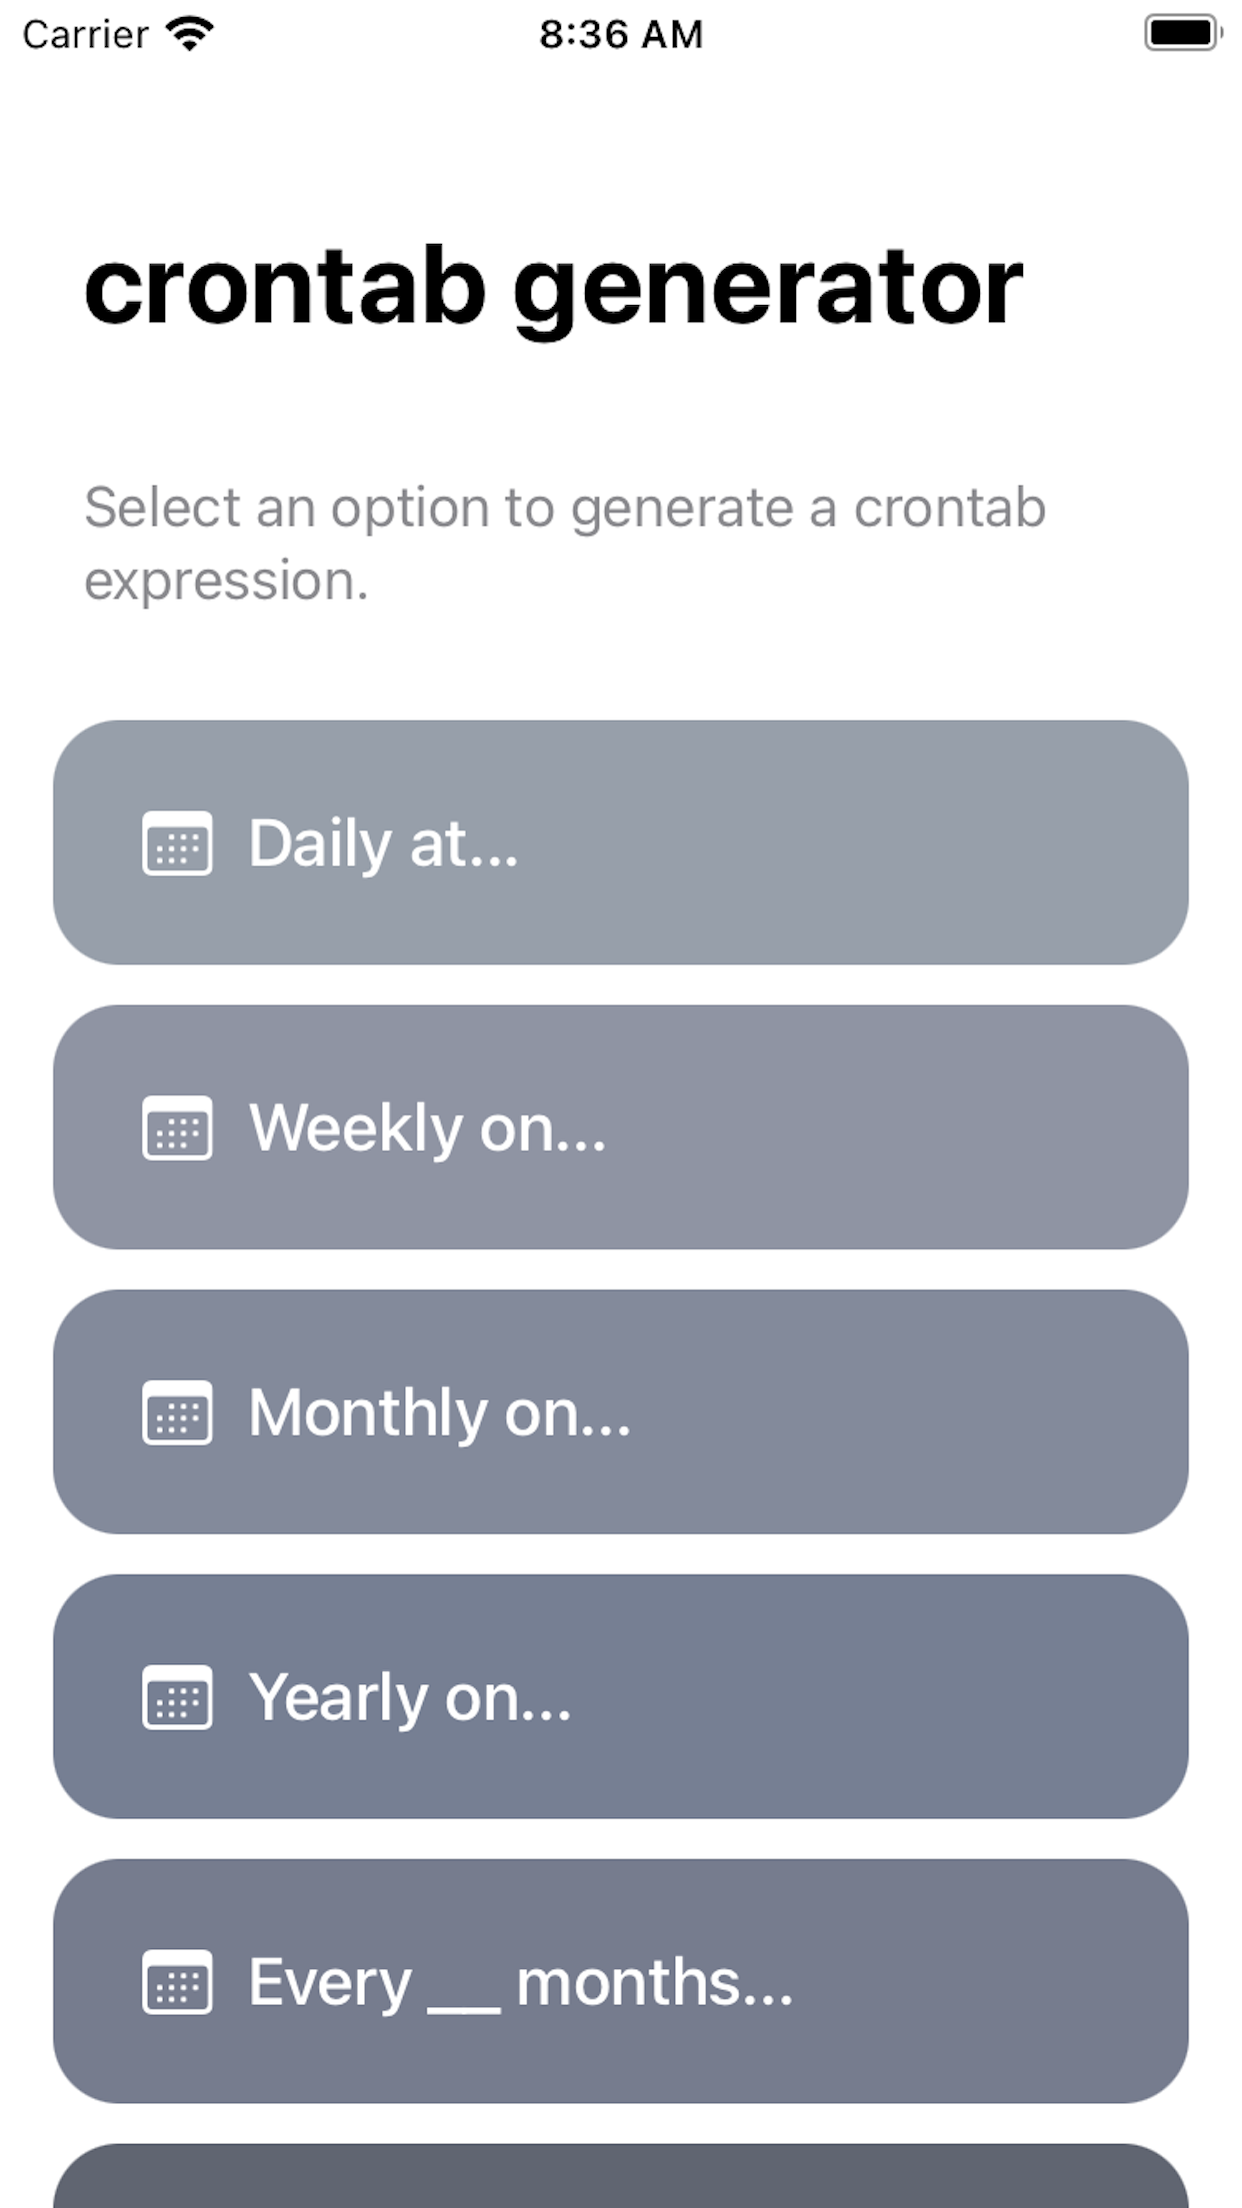 Carrier
8:36 AM
crontab generator
Select an option to generate a crontab
expression.
Daily at...
Weekly on...
Monthly on...
Yearly on...
Every __ months...